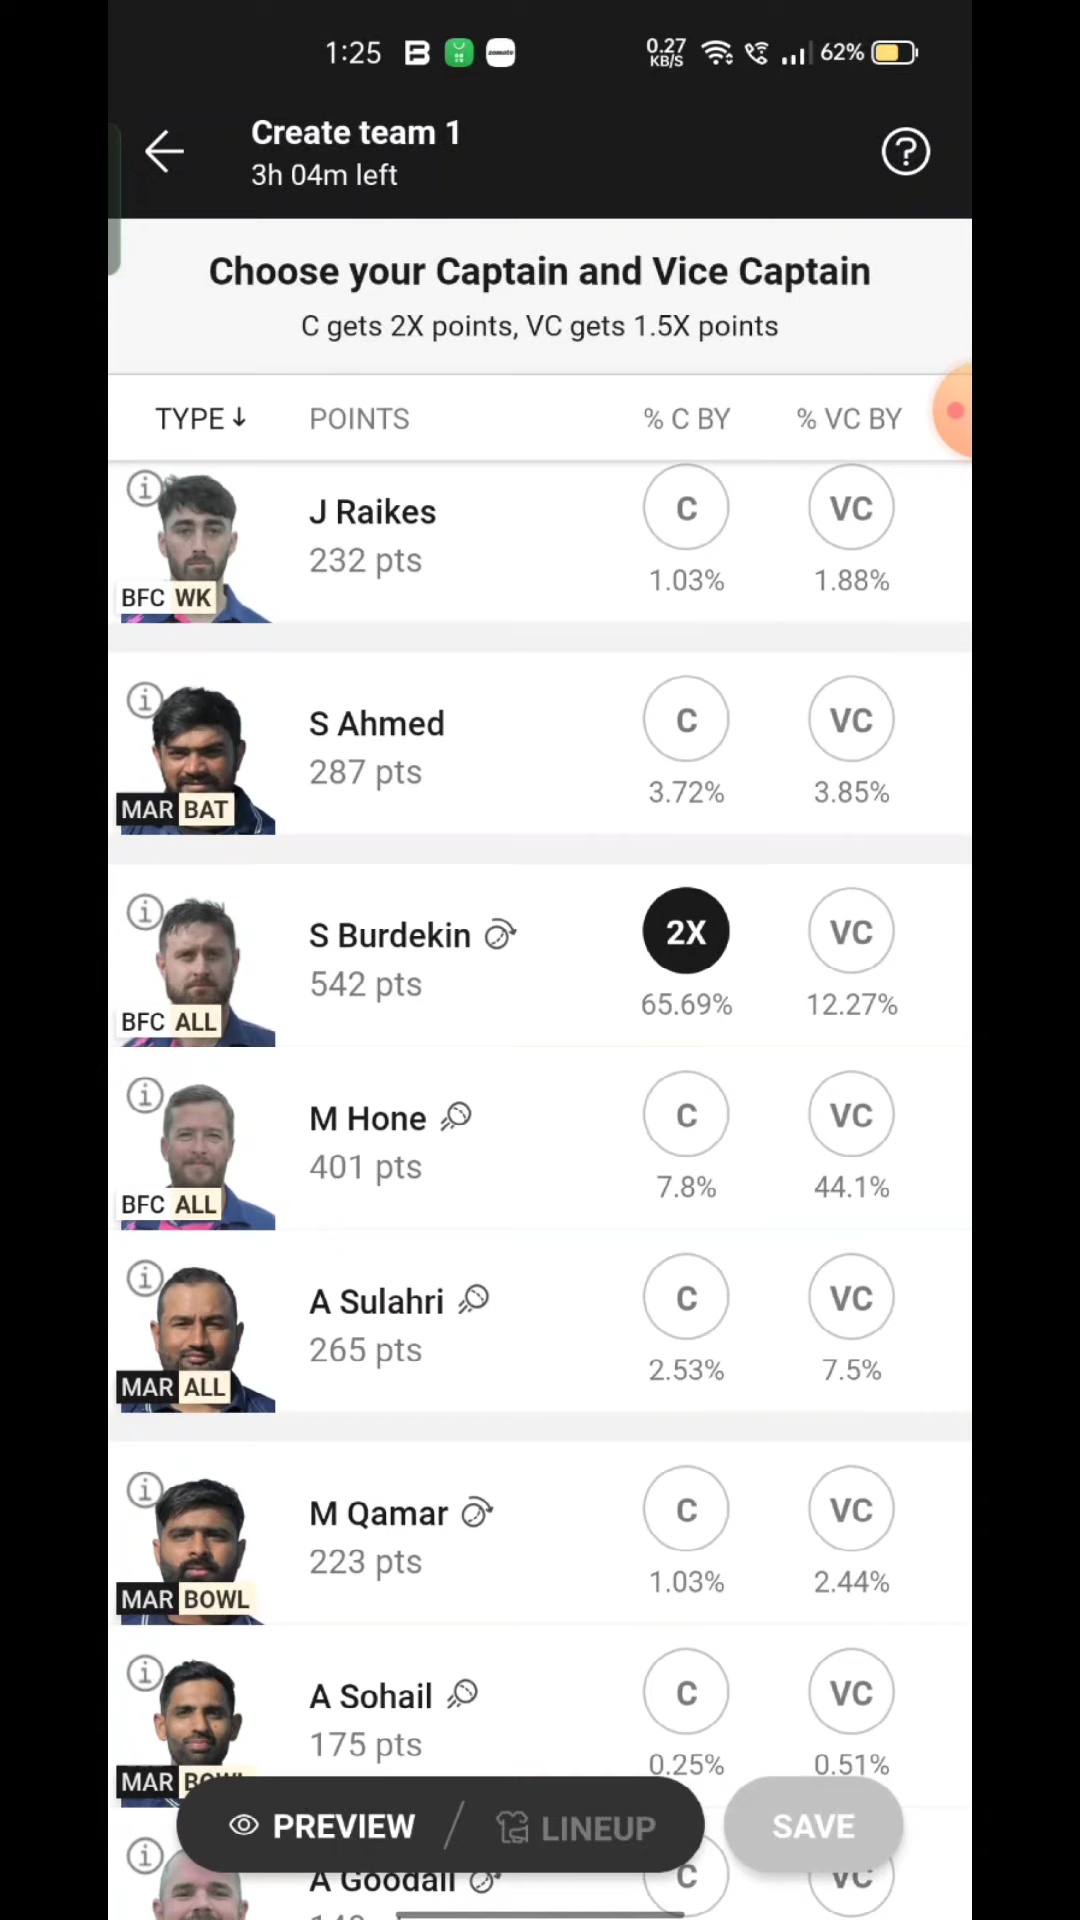 1:25 zomato 0.27 KB/S 62%
Create team 1
3h 04m left
Choose your Captain and Vice Captain
C gets 2X points, VC gets 1.5X points
TYPE↓ POINTS % C BY % VC BY
J Raikes C VC
232 pts 1.03% 1.88%
BFC WK
S Ahmed C VC
287 pts 3.72% 3.85%
MAR BAT
S Burdekin 2X VC
542 pts 65.69% 12.27%
BFC ALL
M Hone C VC
401 pts 7.8% 44.1%
BFC ALL
A Sulahri C VC
265 pts 2.53% 7.5%
MAR ALL
M Qamar C VC
223 pts 1.03% 2.44%
MAR BOWL
A Sohail C VC
175 pts 0.25% 0.51%
MAR BOWL
PREVIEW / LINEUP SAVE
A Goodall C VC